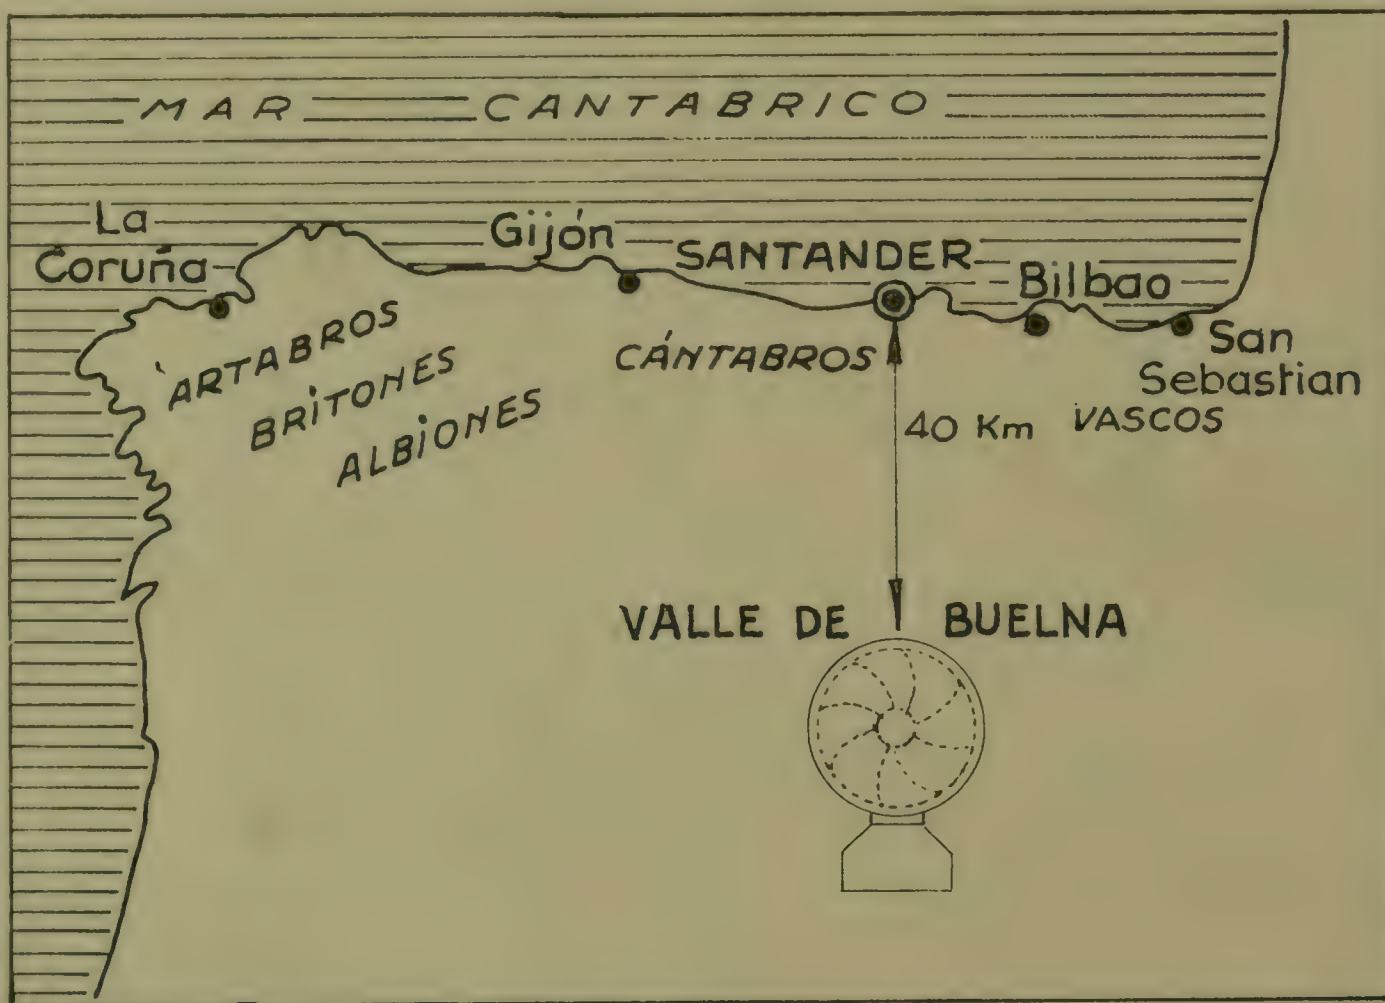 MAR CANTABRICO
La
Coruña
Gijón
SANTANDER
Bilbao
San
Sebastian
ARTABROS
BRITONES
ALBIONES
CÁNTABROS
40 Km
VASCOS
VALLE DE BUELNA